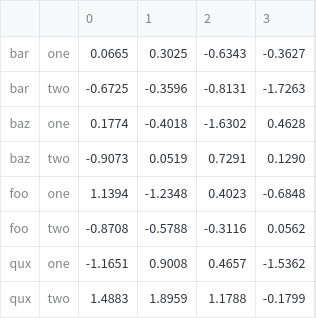 0 1 2 3
bar one 0.0665 0.3025 -0.6343 -0.3627
bar two -0.6725 -0.3596 -0.8131 -1.7263
baz one 0.1774 -0.4018 -1.6302 0.4628
baz two -0.9073 0.0519 0.7291 0.1290
foo one 1.1394 -1.2348 0.4023 -0.6848
foo two -0.8708 -0.5788 -0.3116 0.0562
qux one -1.1651 0.9008 0.4657 -1.5362
qux two 1.4883 1.8959 1.1788 -0.1799